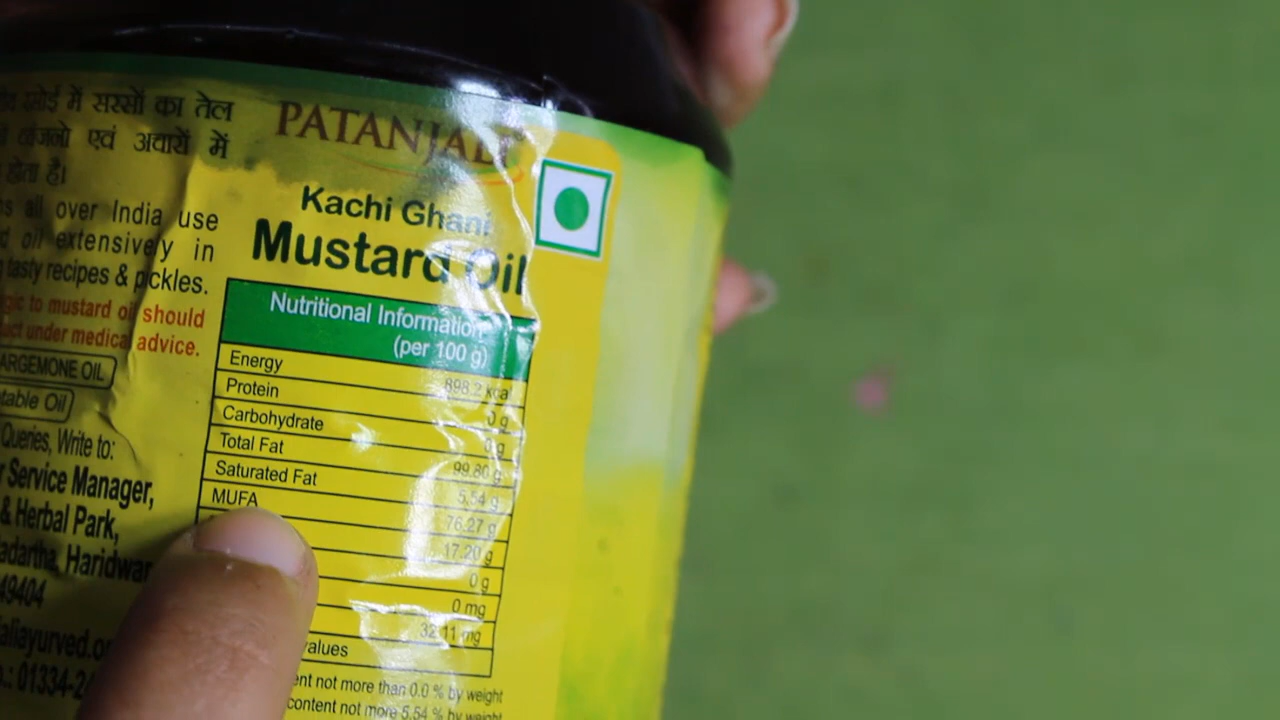 रसोई में सरसों का तेल
एवं अचारों में
होता है।
all over India use
oil extensively in
tasty recipes & pickles.
to mustard oil should
under medical advice.
ARGEMONE OIL
Oil
Queries, Write to:
Service Manager,
& Herbal Park,
Haridwar
49404
PATANJALI
Kachi Ghani
Mustard Oil
Nutritional Information
(per 100 g)
Energy 898.2 kcal
Protein 0 g
Carbohydrate 0 g
Total Fat 99.80 g
Saturated Fat 5.54 g
MUFA 76.27 g
17.20 g
0 g
0 mg
32.11 mg
values
not more than 0.0 % by weight
content not more 5.54 % by weight